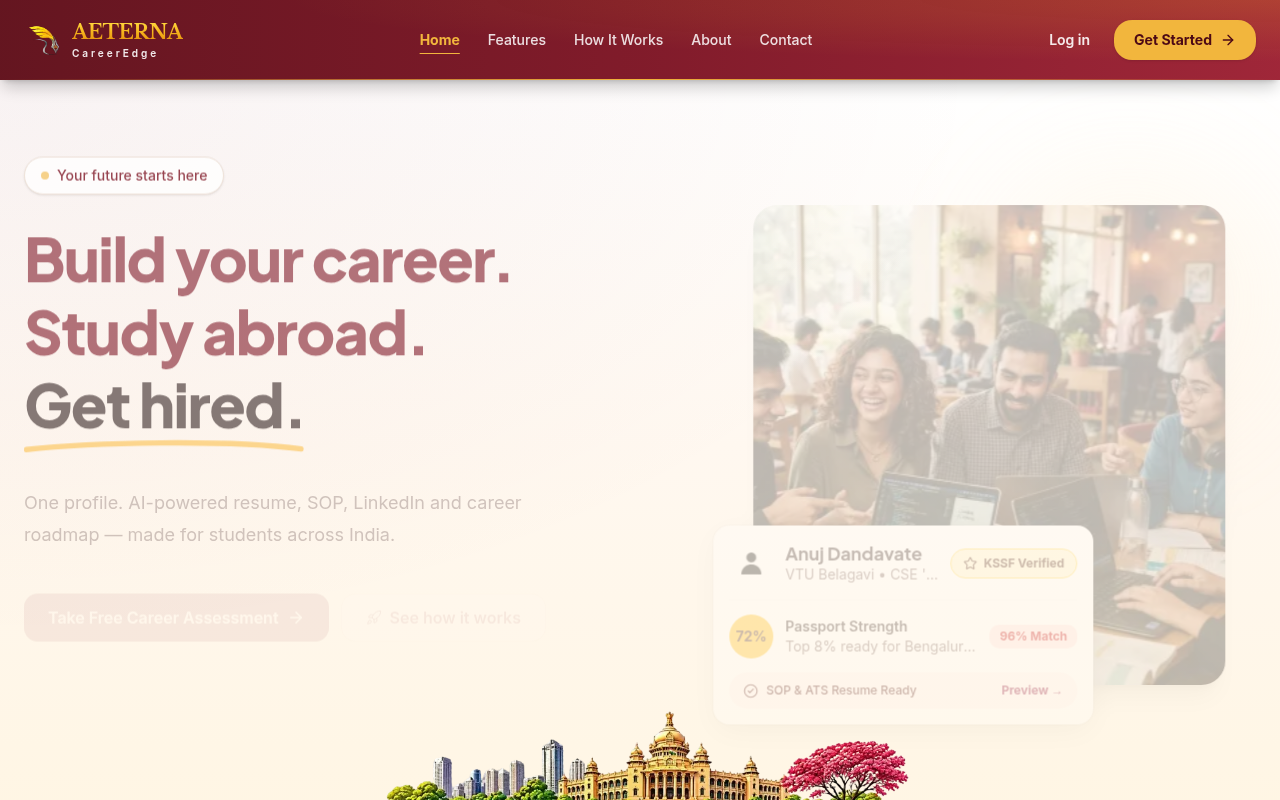 AETERNA
CareerEdge
Home
Features
How It Works
About
Contact
Log in
Get Started
Your future starts here
Build your career.
Study abroad.
Get hired.
One profile. AI-powered resume, SOP, LinkedIn and career
roadmap — made for students across India.
Take Free Career Assessment
See how it works
Anuj Dandavate
VTU Belagavi • CSE '...
KSSF Verified
72%
Passport Strength
Top 8% ready for Bengalur...
96% Match
SOP & ATS Resume Ready
Preview →